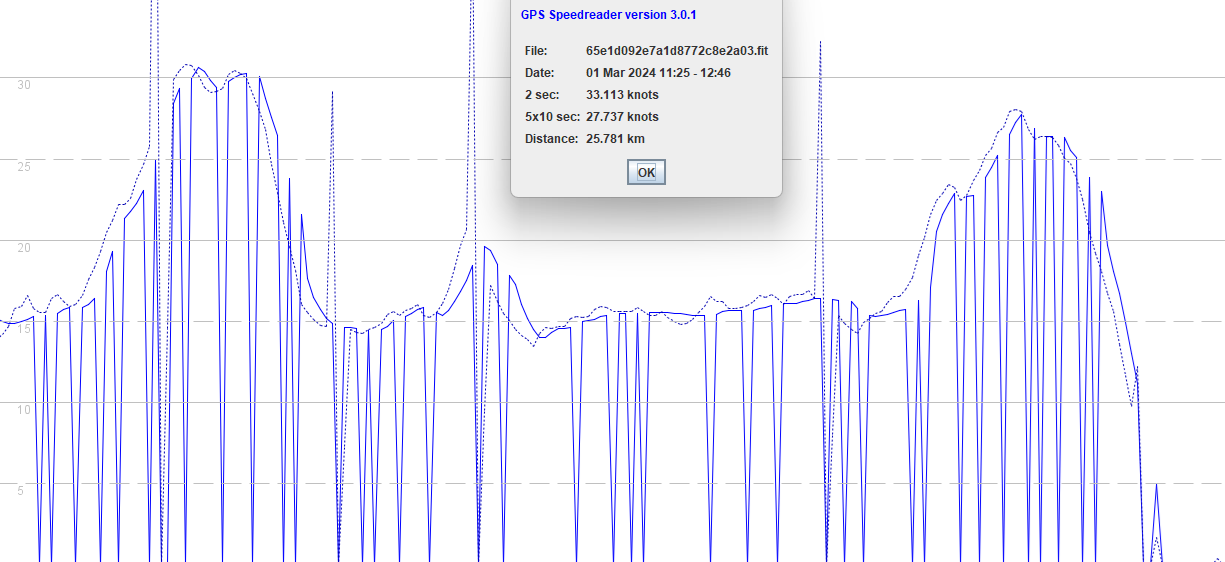 GPS Speedreader version 3.0.1
File: 65e1d092e7a1d8772c8e2a03.fit
Date: 01 Mar 2024 11:25 - 12:46
2 sec: 33.113 knots
5x10 sec: 27.737 knots
Distance: 25.781 km
OK
30
25
20
15
10
5